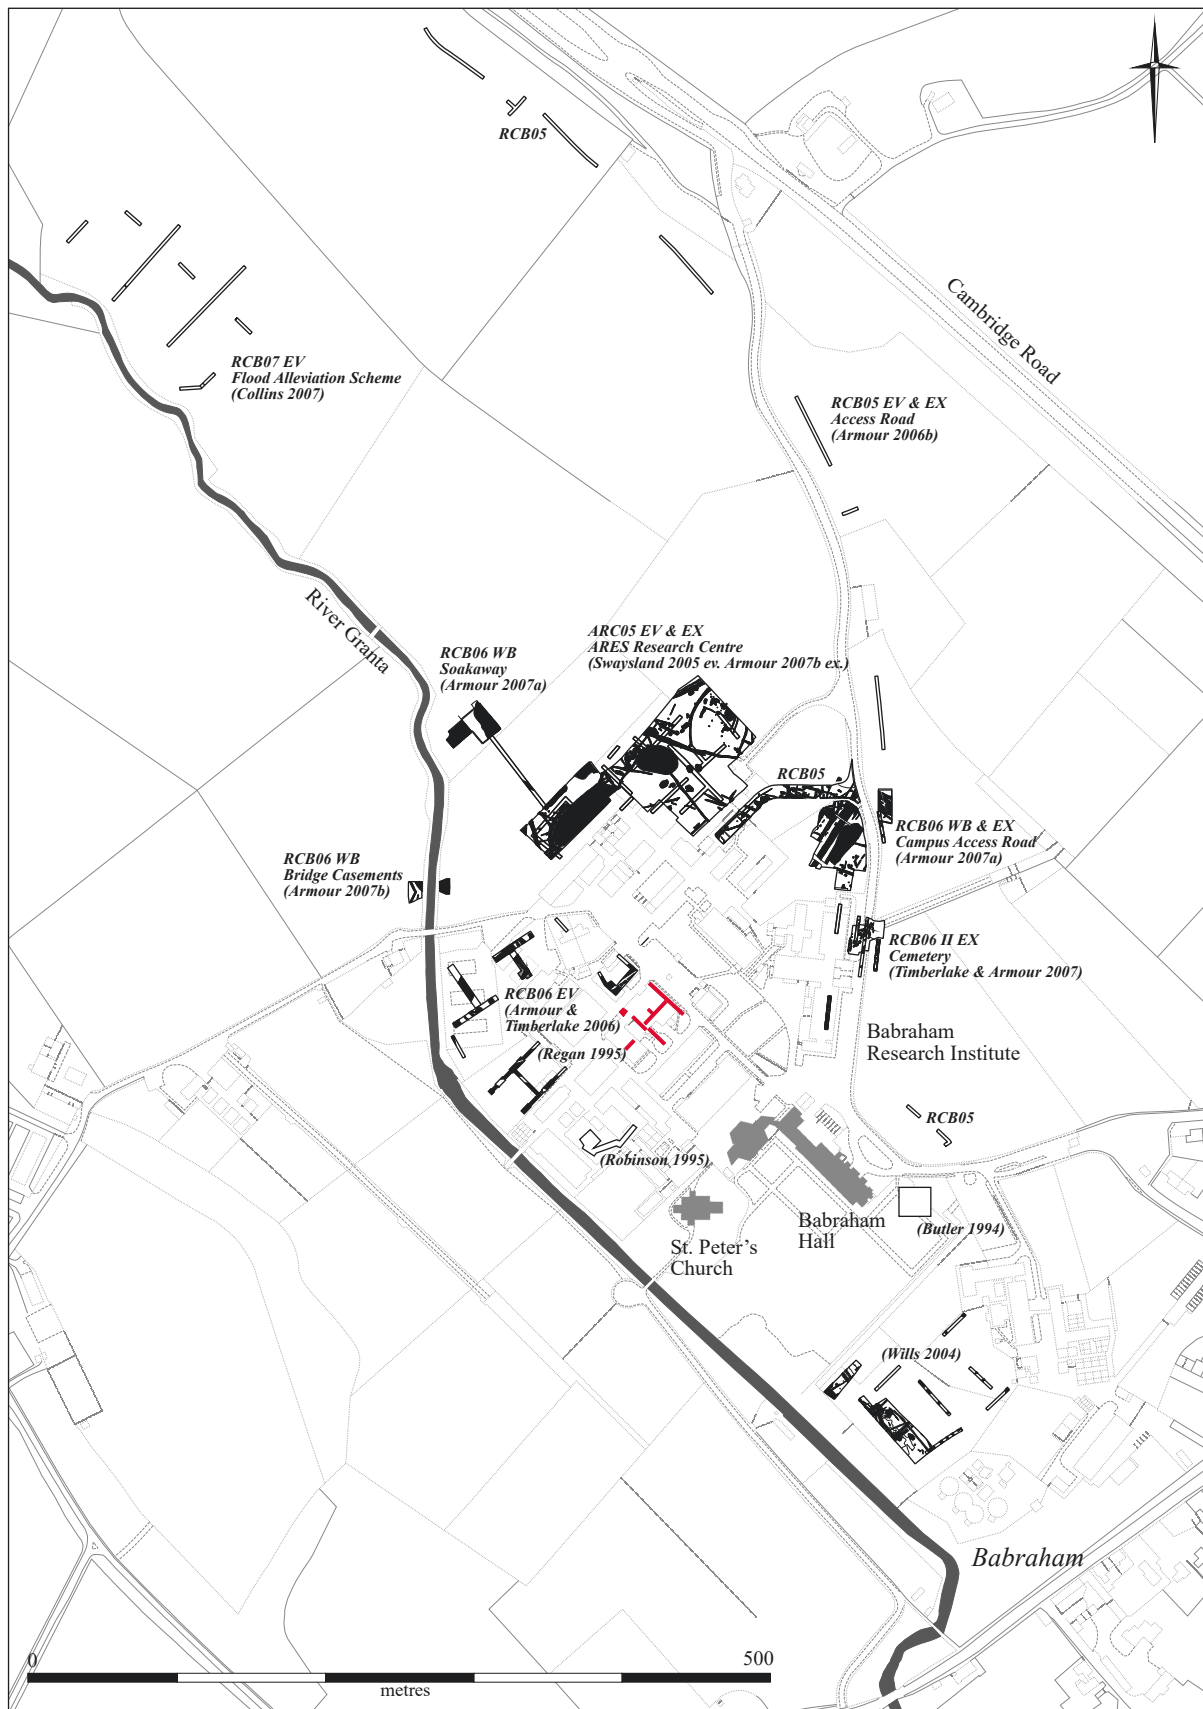 RCB05
Cambridge Road
RCB07 EV
Flood Alleviation Scheme
(Collins 2007)
RCB05 EV & EX
Access Road
(Armour 2006b)
River Granta
ARC05 EV & EX
ARES Research Centre
(Swaysland 2005 ev. Armour 2007b ex.)
RCB06 WB
Soakaway
(Armour 2007a)
RCB05
RCB06 WB & EX
Campus Access Road
(Armour 2007a)
RCB06 WB
Bridge Casements
(Armour 2007b)
RCB06 II EX
Cemetery
(Timberlake & Armour 2007)
RCB06 EV
(Armour &
Timberlake 2006)
(Regan 1995)
Babraham
Research Institute
RCB05
(Robinson 1995)
Babraham
Hall
(Butler 1994)
St. Peter's
Church
(Wills 2004)
Babraham
0
500
metres